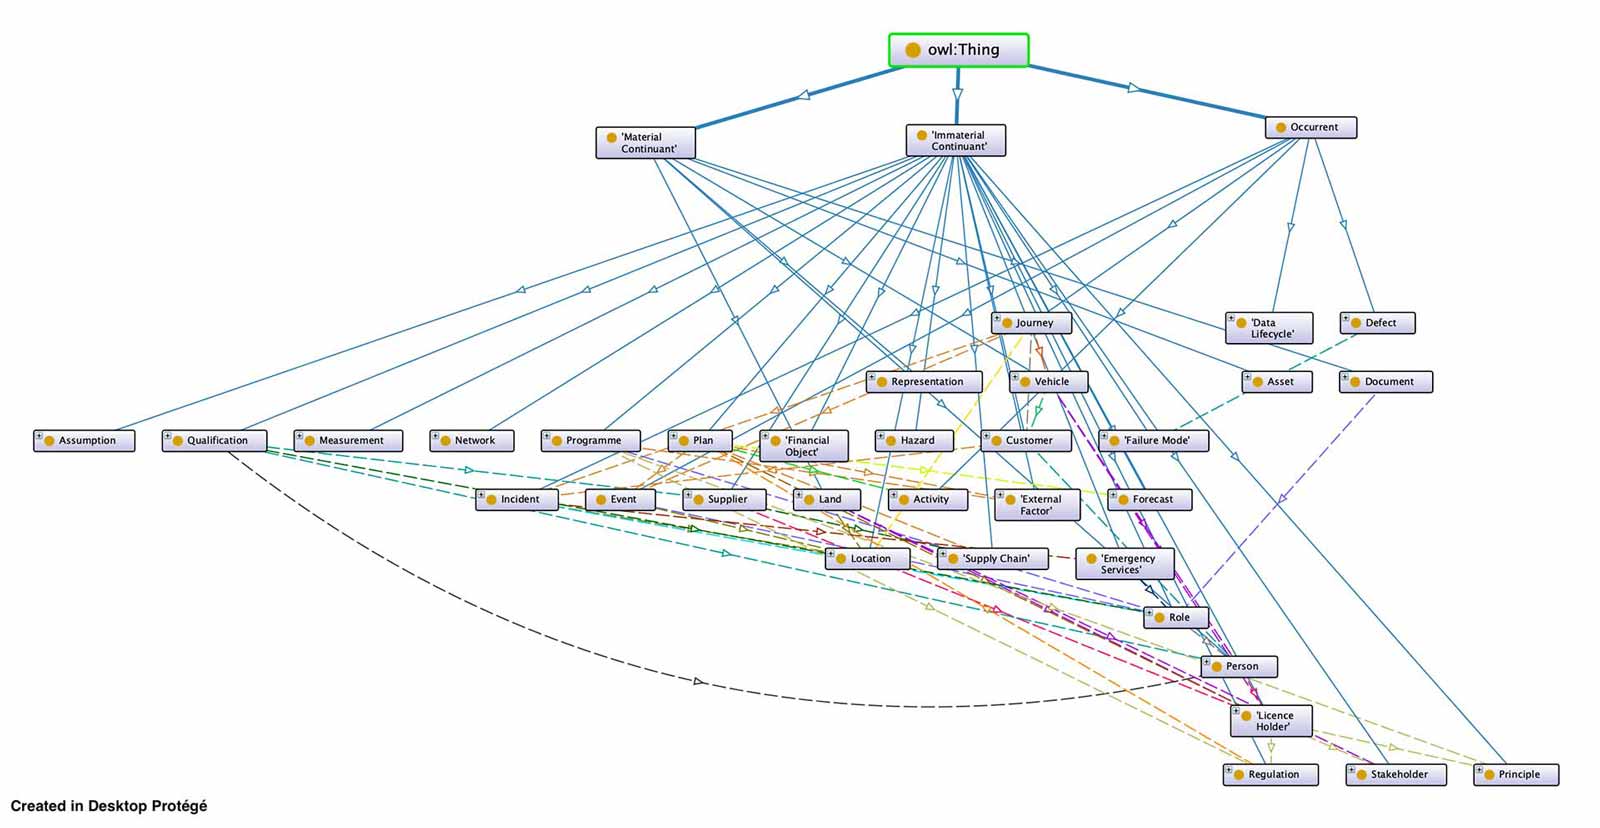 owl:Thing
'Material
Continuant'
'Immaterial
Continuant'
Occurrent
Journey
'Data
Lifecycle'
Defect
Representation
Vehicle
Asset
Document
Assumption
Qualification
Measurement
Network
Programme
Plan
'Financial
Object'
Hazard
Customer
'Failure Mode'
Incident
Event
Supplier
Land
Activity
'External
Factor'
Forecast
Location
'Supply Chain'
'Emergency
Services'
Role
Person
'Licence
Holder'
Regulation
Stakeholder
Principle
Created in Desktop Protégé